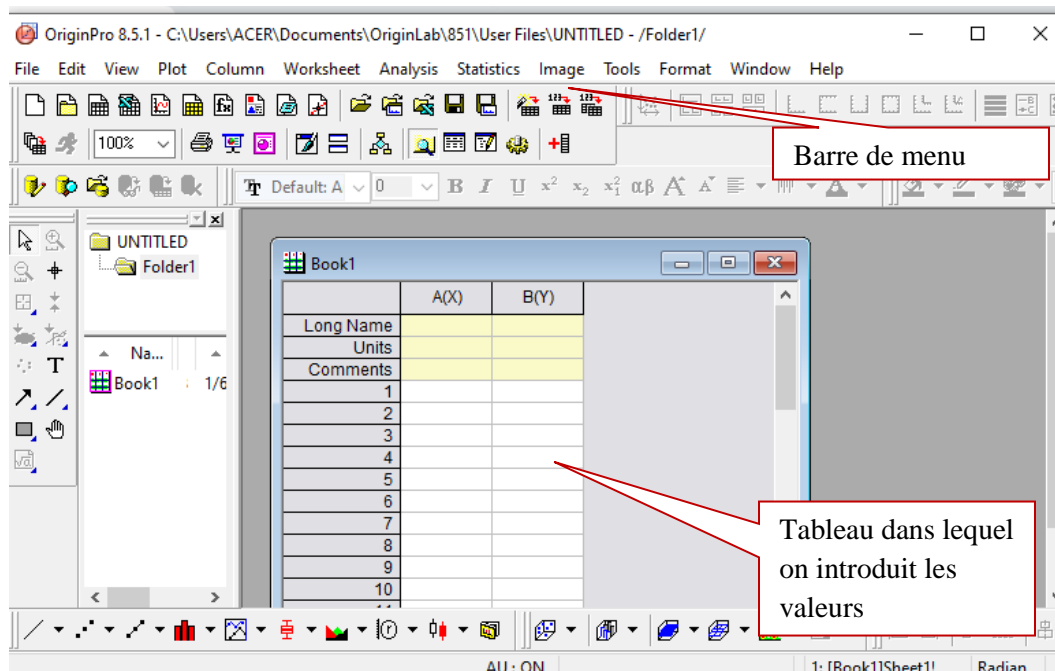 OriginPro 8.5.1 - C:\Users\ACER\Documents\OriginLab\851\User Files\UNTITLED - /Folder1/
File Edit View Plot Column Worksheet Analysis Statistics Image Tools Format Window Help
100%
Barre de menu
Default: A 0 B I U x² x₂ αβ A A A
UNTITLED
Folder1
Na...
Book1 1/6
T
Book1
A(X) B(Y)
Long Name
Units
Comments
1
2
3
4
5
6
7
8
9
10
Tableau dans lequel
on introduit les
valeurs
AU : ON 1: [Book1]Sheet1! Radian